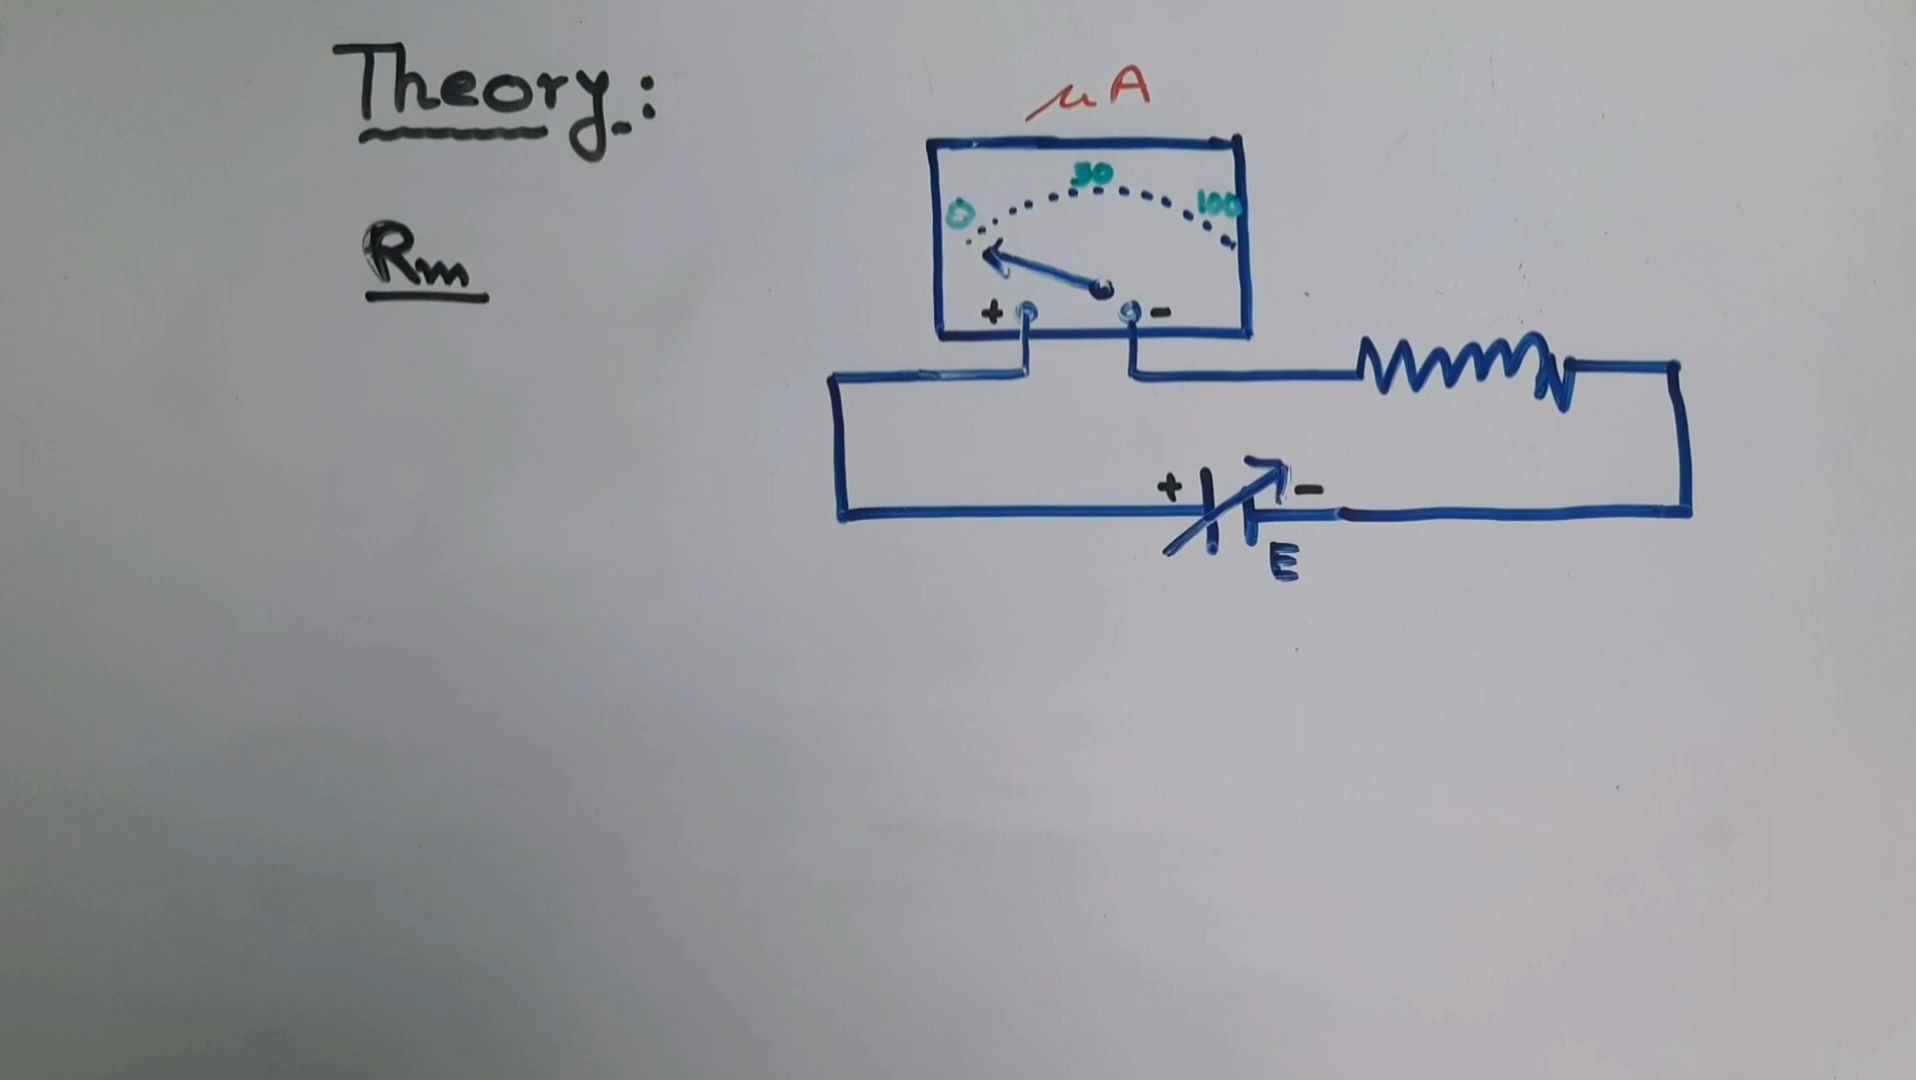 Theory:
μA
0 50 100
Rm
+ -
+ -
E